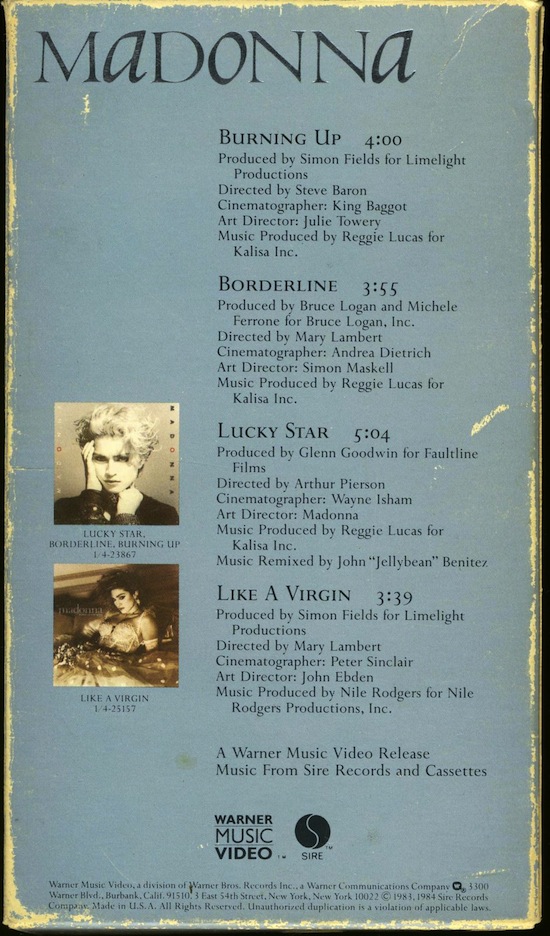 MaDONNa
BURNING UP 4:00
Produced by Simon Fields for Limelight
Productions
Directed by Steve Baron
Cinematographer: King Baggot
Art Director: Julie Towery
Music Produced by Reggie Lucas for
Kalisa Inc.
BORDERLINE 3:55
Produced by Bruce Logan and Michele
Ferrone for Bruce Logan, Inc.
Directed by Mary Lambert
Cinematographer: Andrea Dietrich
Art Director: Simon Maskell
Music Produced by Reggie Lucas for
Kalisa Inc.
LUCKY STAR 5:04
Produced by Glenn Goodwin for Faultline
Films
Directed by Arthur Pierson
Cinematographer: Wayne Isham
Art Director: Madonna
Music Produced by Reggie Lucas for
Kalisa Inc.
Music Remixed by John “Jellybean” Benitez
LIKE A VIRGIN 3:39
Produced by Simon Fields for Limelight
Productions
Directed by Mary Lambert
Cinematographer: Peter Sinclair
Art Director: John Ebden
Music Produced by Nile Rodgers for Nile
Rodgers Productions, Inc.
MADONNA
MADONNA
LUCKY STAR,
BORDERLINE, BURNING UP
1/4-23867
madonna
LIKE A VIRGIN
1/4-25157
A Warner Music Video Release
Music From Sire Records and Cassettes
WARNER
MUSIC
VIDEO TM
SIRE TM
Warner Music Video, a division of Warner Bros. Records Inc., a Warner Communications Company ® 3300
Warner Blvd., Burbank, Calif. 91510. 3 East 54th Street, New York, New York 10022 © 1983, 1984 Sire Records
Company. Made in U.S.A. All Rights Reserved. Unauthorized duplication is a violation of applicable laws.